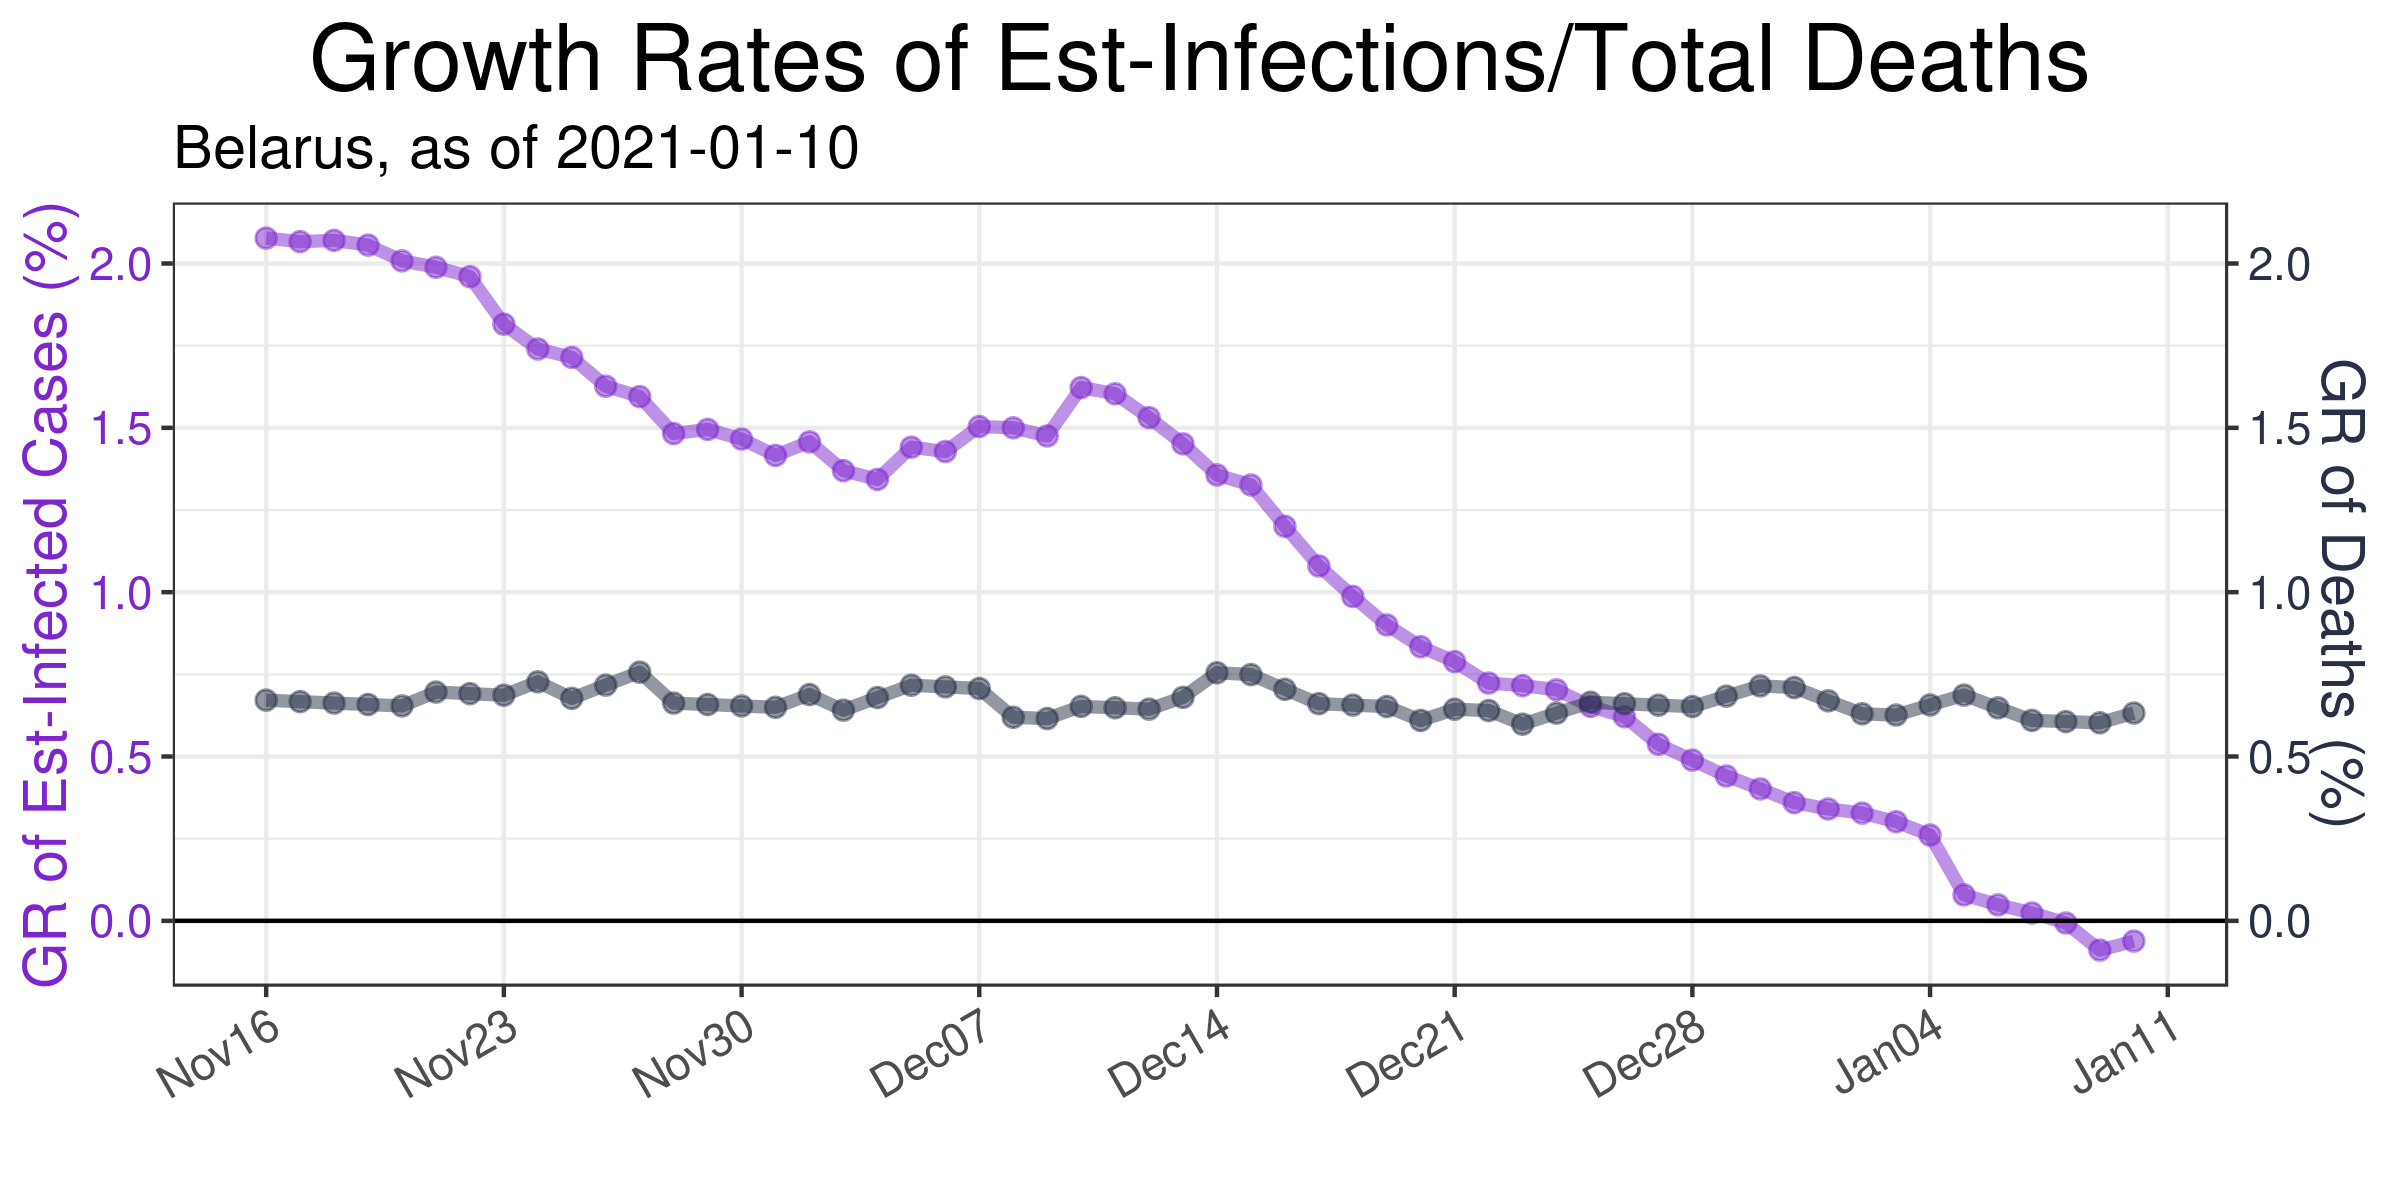 Growth Rates of Est-Infections/Total Deaths
Belarus, as of 2021-01-10
GR of Est-Infected Cases (%)
2.0
1.5
1.0
0.5
0.0
2.0
1.5
1.0
0.5
0.0
GR of Deaths (%)
Nov16
Nov23
Nov30
Dec07
Dec14
Dec21
Dec28
Jan04
Jan11